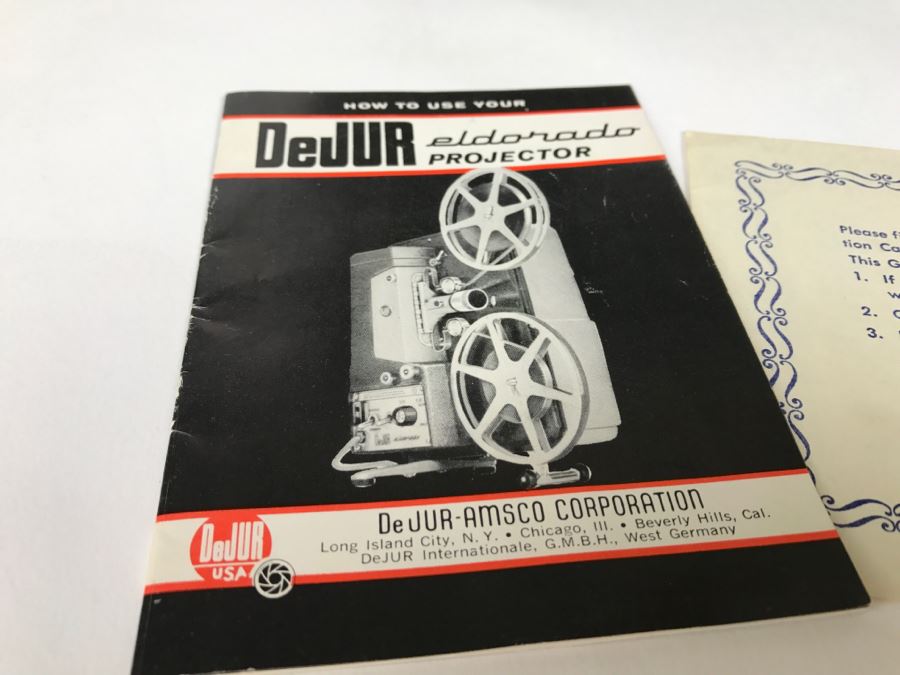 HOW TO USE YOUR
DeJUR eldorado
PROJECTOR
DeJUR-AMSCO CORPORATION
Long Island City, N. Y. • Chicago, Ill. • Beverly Hills, Cal.
DeJUR Internationale, G.M.B.H., West Germany
DeJUR
USA
Please f
tion Ca
This G
1. If
w
2.
3.